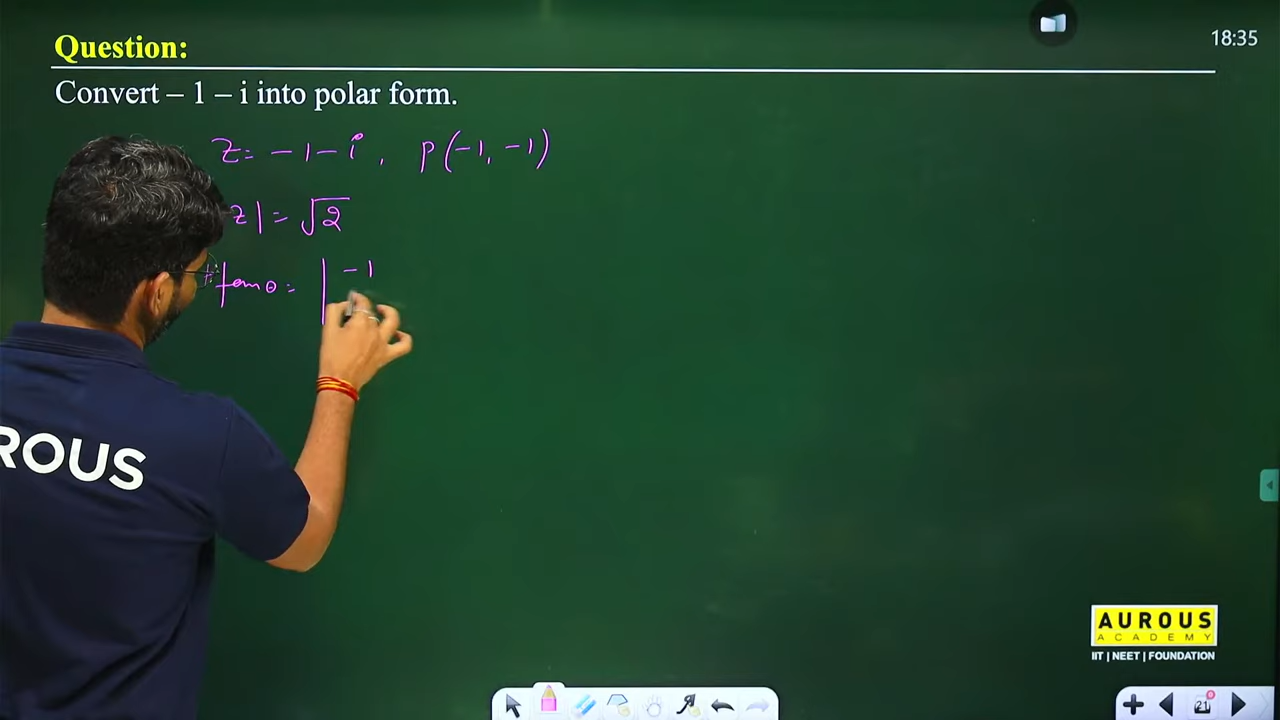 18:35
Question:
Convert – 1 – i into polar form.
z = -1 - i , P(-1, -1)
z| = √2
tanθ = | -1
ROUS
21
AUROUS
ACADEMY
IIT | NEET | FOUNDATION